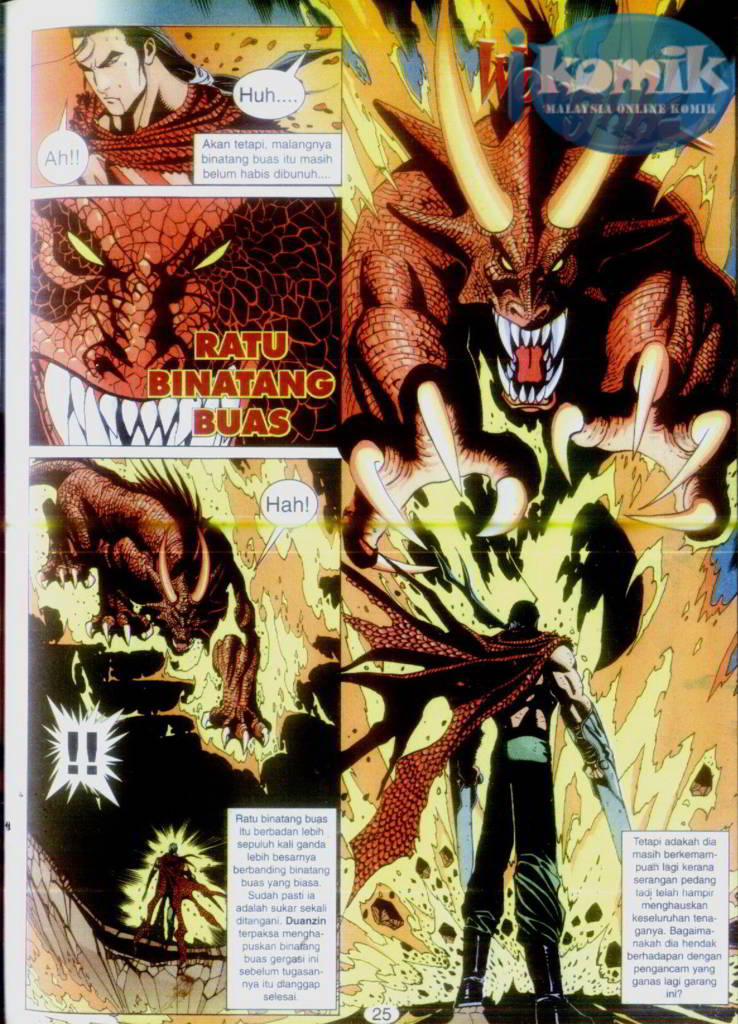 komik
MALAYSIA ONLINE KOMIK
Huh....
Ah!!
Akan tetapi, malangnya
binatang buas itu masih
belum habis dibunuh....
RATU
BINATANG
BUAS
Hah!
!!
Ratu binatang buas
itu berbadan lebih
sepuluh kali ganda
lebih besarnya
berbanding binatang
buas yang biasa.
Sudah pasti ia
adalah sukar sekali
ditangani. Duanzin
terpaksa mengha-
puskan binatang
buas gergasi ini
sebelum tugasan-
nya itu dIanggap
selesai.
Tetapi adakah dia
masih berkemam-
puah lagi kerana
serangan pedang
tadi telah hampir
menghauskan
keseluruhan tena-
ganya. Bagaima-
nakah dia hendak
berhadapan dengan
pengancam yang
ganas lagi garang
ini?
25